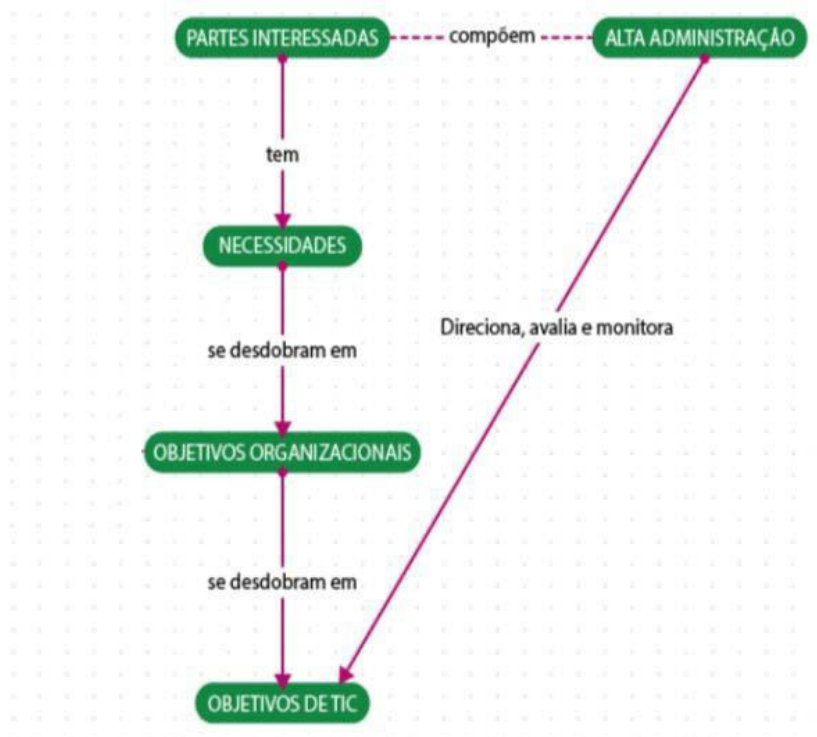 PARTES INTERESSADAS compõem ALTA ADMINISTRAÇÃO
tem
NECESSIDADES
Direciona, avalia e monitora
se desdobram em
OBJETIVOS ORGANIZACIONAIS
se desdobram em
OBJETIVOS DE TIC